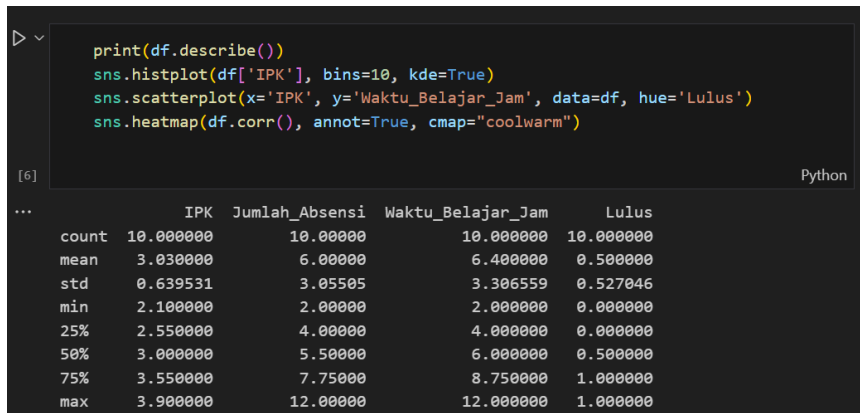 print(df.describe())
sns.histplot(df['IPK'], bins=10, kde=True)
sns.scatterplot(x='IPK', y='Waktu_Belajar_Jam', data=df, hue='Lulus')
sns.heatmap(df.corr(), annot=True, cmap="coolwarm")
[6]
Python
...
IPK Jumlah_Absensi Waktu_Belajar_Jam Lulus
count 10.000000 10.00000 10.000000 10.000000
mean 3.030000 6.00000 6.400000 0.500000
std 0.639531 3.05505 3.306559 0.527046
min 2.100000 2.00000 2.000000 0.000000
25% 2.550000 4.00000 4.000000 0.000000
50% 3.000000 5.50000 6.000000 0.500000
75% 3.550000 7.75000 8.750000 1.000000
max 3.900000 12.00000 12.000000 1.000000